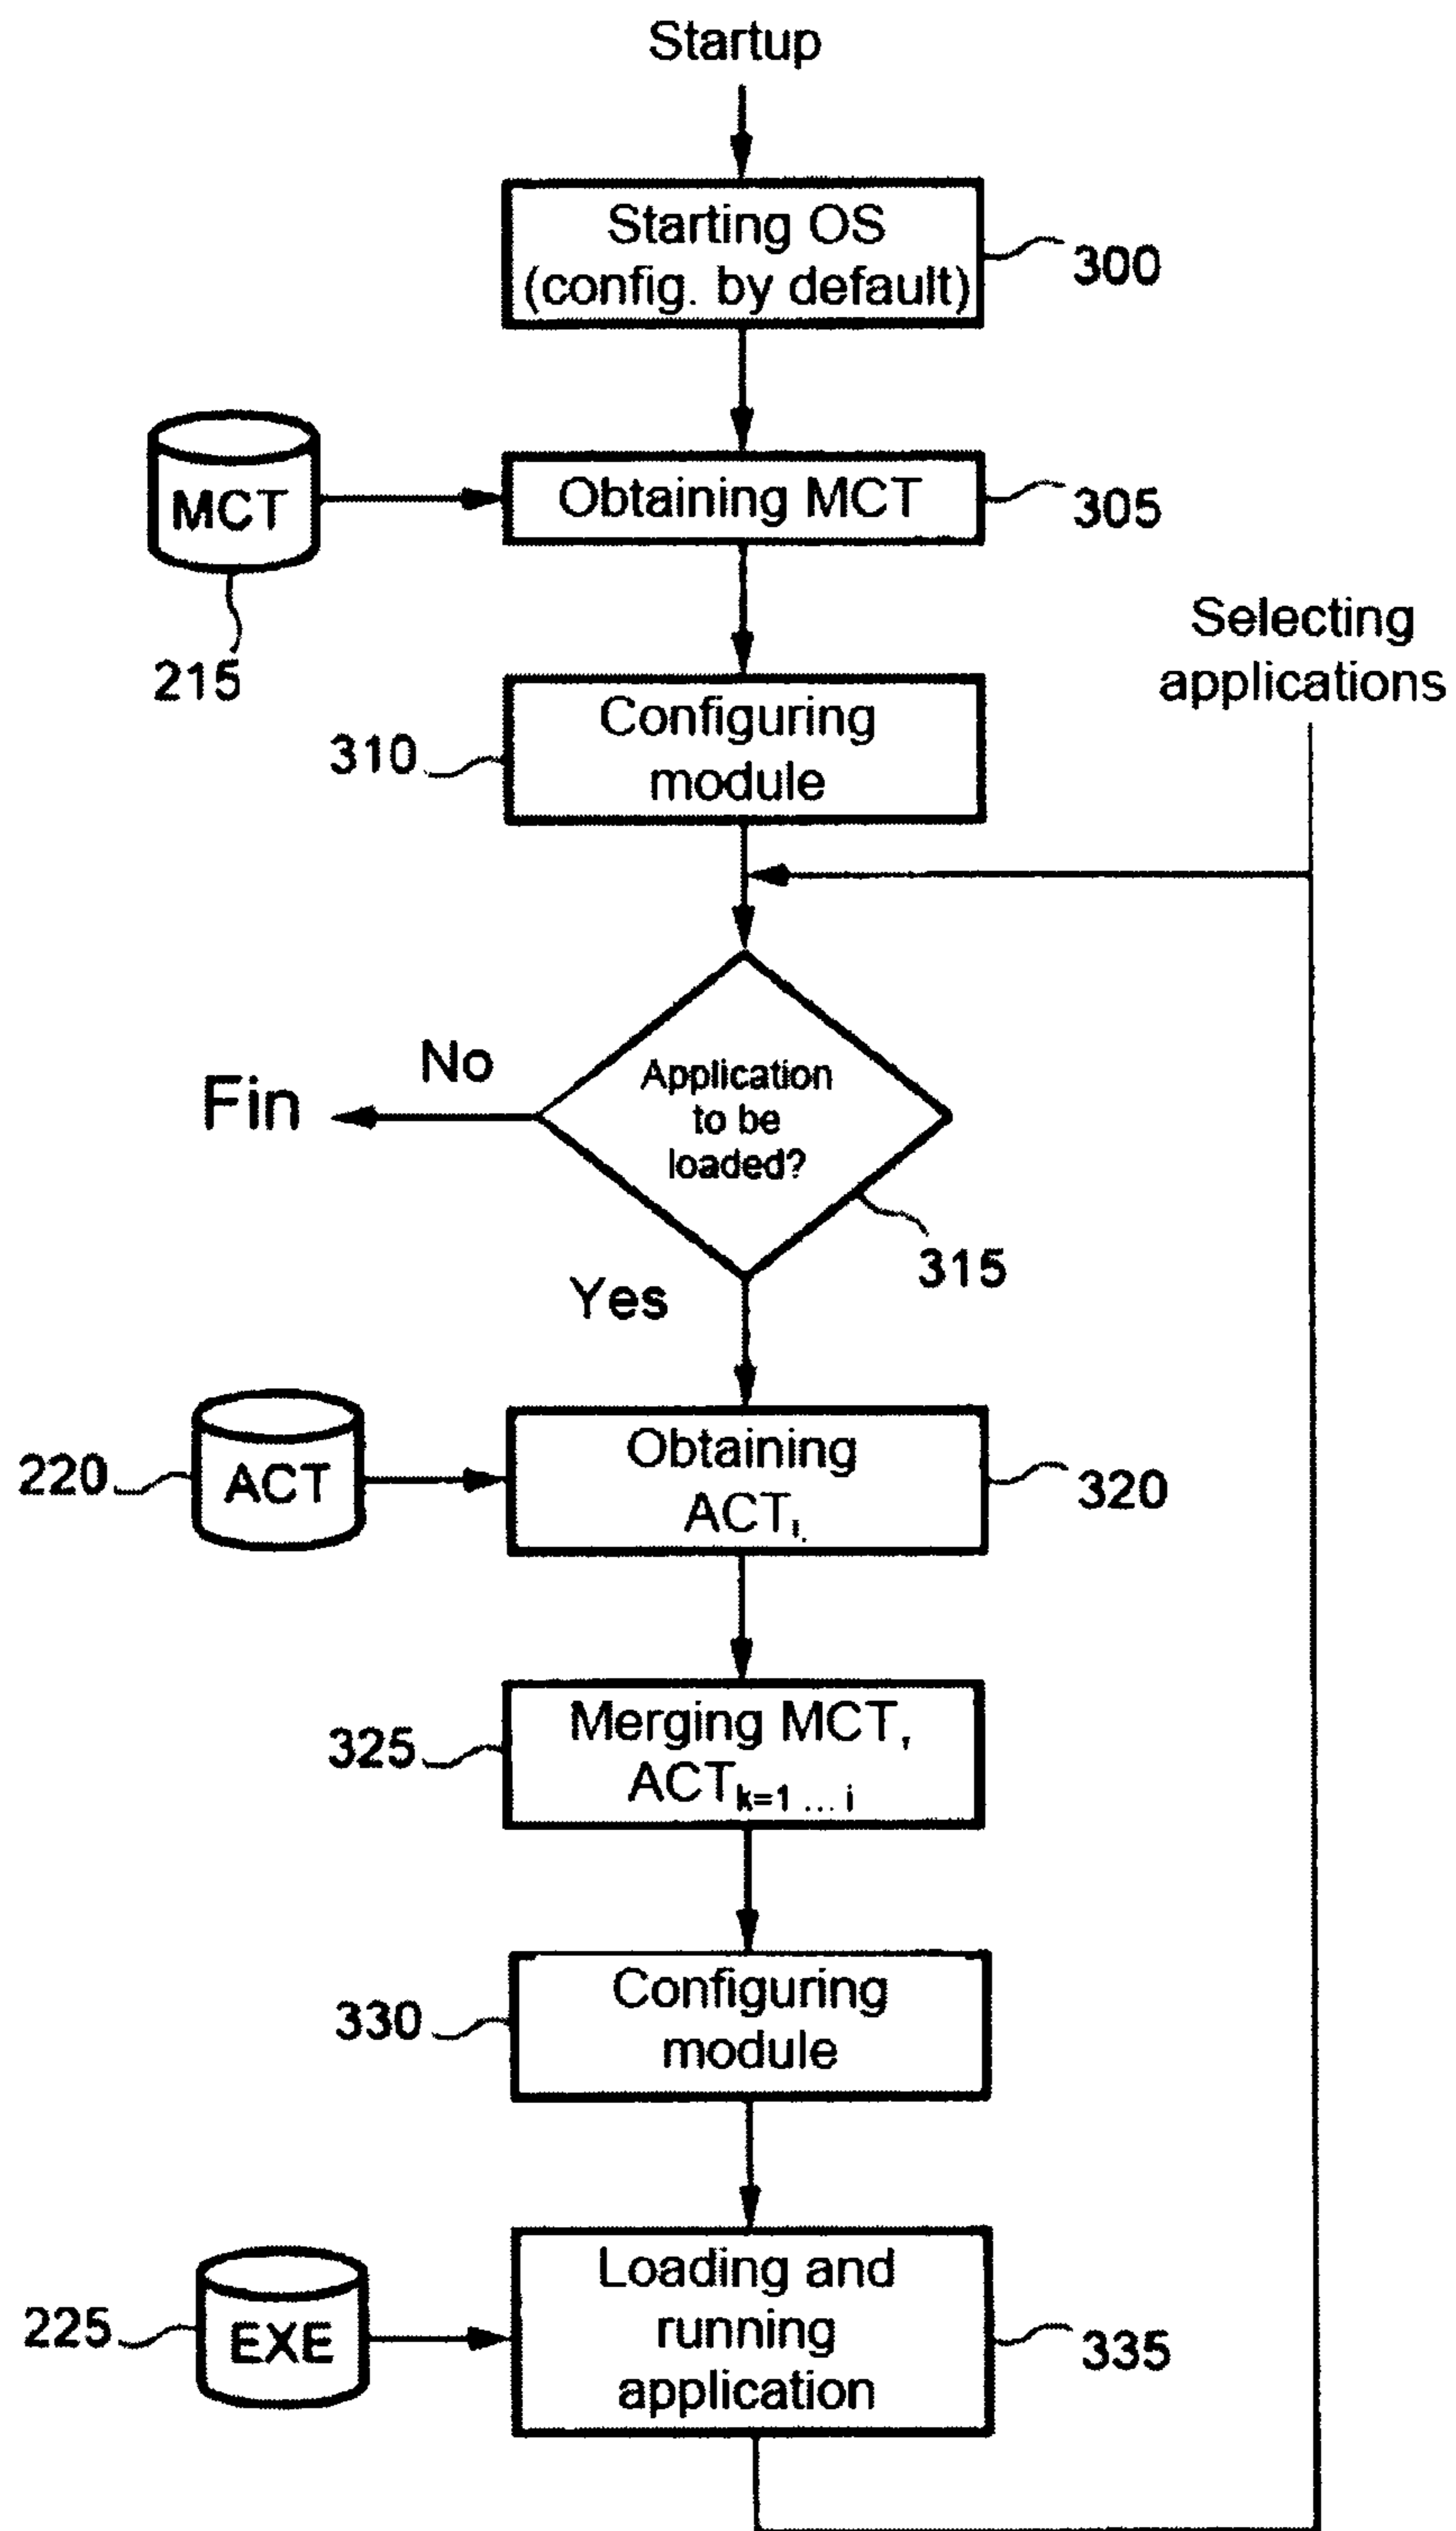 Startup
Starting OS
(config. by default)
300
MCT
Obtaining MCT
305
215
Selecting
applications
Configuring
module
310
No
Fin
Application
to be
loaded?
315
Yes
220
ACT
Obtaining
ACTi.
320
325
Merging MCT,
ACTk=1 ... i
330
Configuring
module
225
EXE
Loading and
running
application
335